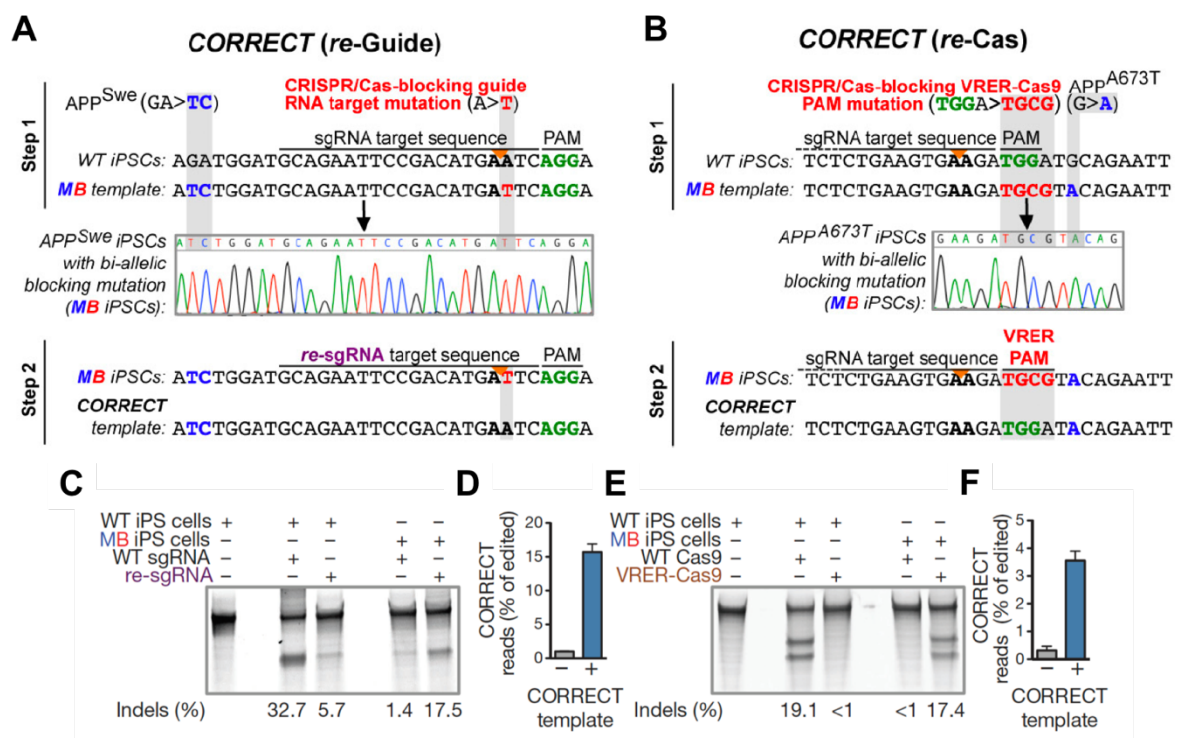 A
CORRECT (re-Guide)
CRISPR/Cas-blocking guide
RNA target mutation (A>T)
APPSwe (GA>TC)
Step 1
sgRNA target sequence PAM
WT iPSCs: AGATGGATGCAGAATTCCGACATGAATCAGGA
MB template: ATCTGGATGCAGAATTCCGACATGATTCAGGA
APPSwe iPSCs
with bi-allelic
blocking mutation
(MB iPSCs):
ATCTGGATGCAGAATTCCGACATGATTCAGGA
Step 2
re-sgRNA target sequence PAM
MB iPSCs: ATCTGGATGCAGAATTCCGACATGATTCAGGA
CORRECT
template: ATCTGGATGCAGAATTCCGACATGAATCAGGA
B
CORRECT (re-Cas)
CRISPR/Cas-blocking VRER-Cas9
PAM mutation (TGGA>TGCG)
APPA673T
(G>A)
Step 1
sgRNA target sequence PAM
WT iPSCs: TCTCTGAAGTGAAGATGGATGCAGAATT
MB template: TCTCTGAAGTGAAGATGCGTACAGAATT
APPA673T iPSCs
with bi-allelic
blocking mutation
(MB iPSCs):
GAAGATGCGTACAG
Step 2
sgRNA target sequence
VRER
PAM
MB iPSCs: TCTCTGAAGTGAAGATGCGTACAGAATT
CORRECT
template: TCTCTGAAGTGAAGATGGATACAGAATT
C
WT iPS cells + + + – –
MB iPS cells – – – + +
WT sgRNA – + – + –
re-sgRNA – – + – +
Indels (%) 32.7 5.7 1.4 17.5
D
CORRECT
reads (% of edited)
20
15
10
5
0
– +
CORRECT
template
E
WT iPS cells + + + – –
MB iPS cells – – – + +
WT Cas9 – + – + –
VRER-Cas9 – – + – +
Indels (%) 19.1 <1 <1 17.4
F
CORRECT
reads (% of edited)
5
4
3
2
1
0
– +
CORRECT
template